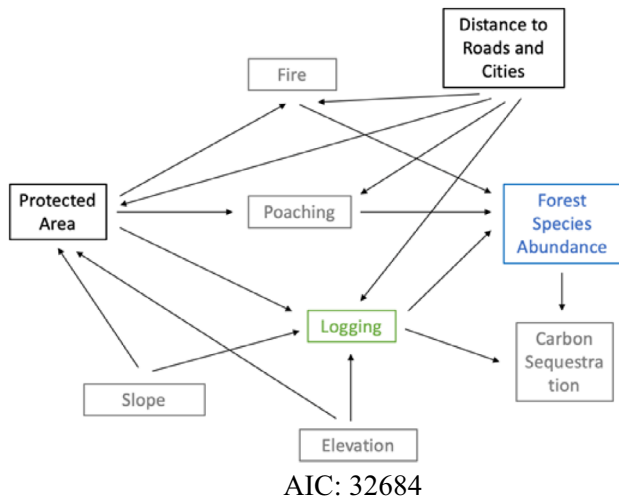 Distance to
Roads and
Cities
Fire
Protected
Area
Poaching
Forest
Species
Abundance
Logging
Carbon
Sequestra
tion
Slope
Elevation
AIC: 32684